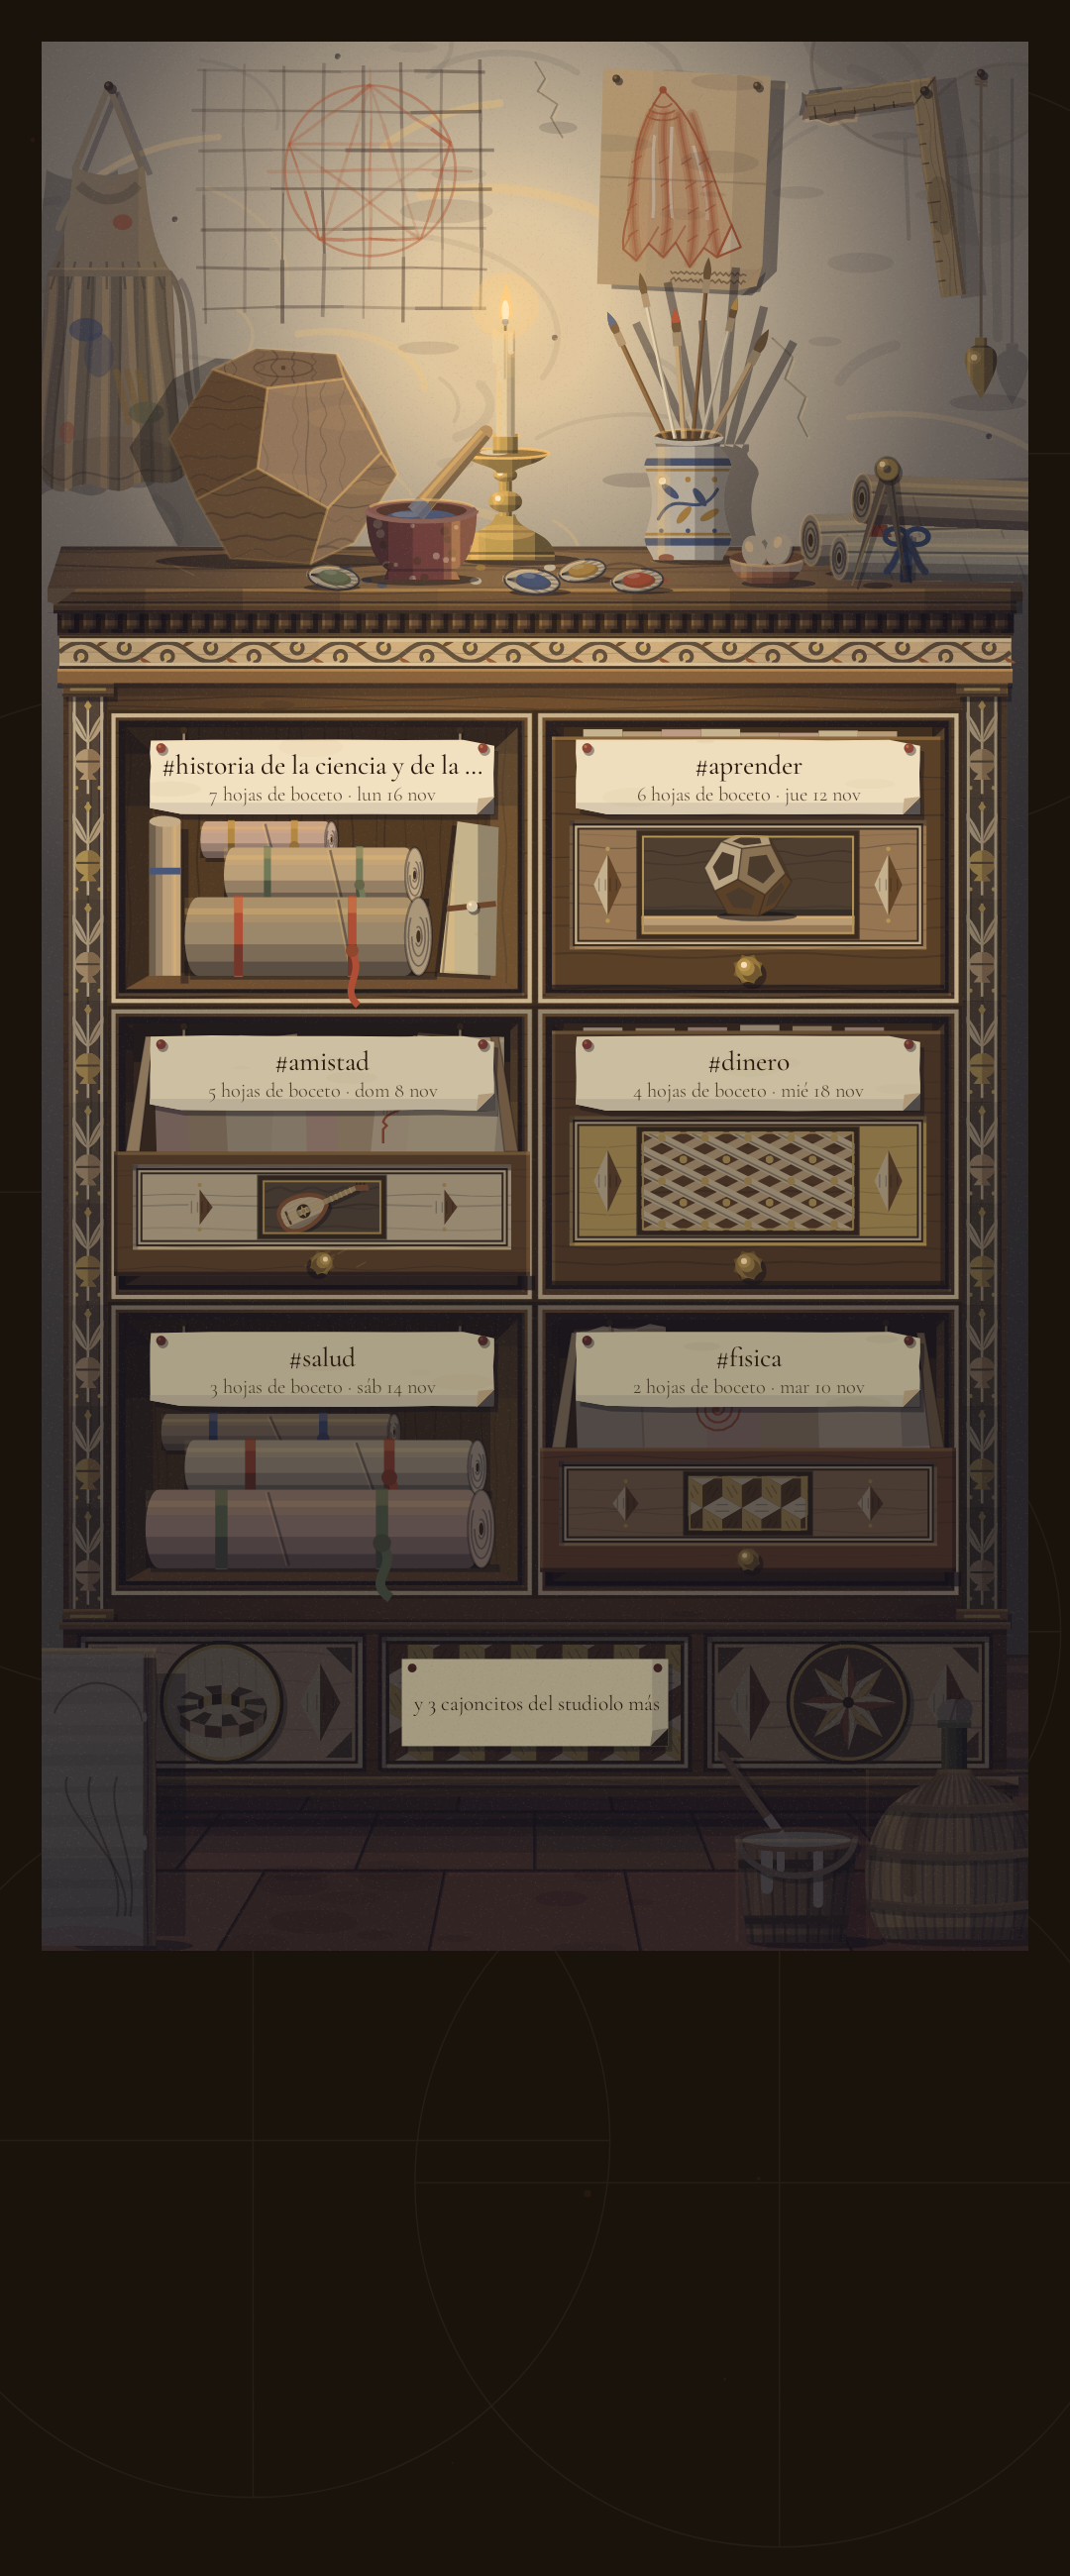 #historia de la ciencia y de la ...
7 hojas de boceto · lun 16 nov
#aprender
6 hojas de boceto · jue 12 nov
#amistad
5 hojas de boceto · dom 8 nov
#dinero
4 hojas de boceto · mié 18 nov
#salud
3 hojas de boceto · sáb 14 nov
#física
2 hojas de boceto · mar 10 nov
y 3 cajoncitos del studiolo más